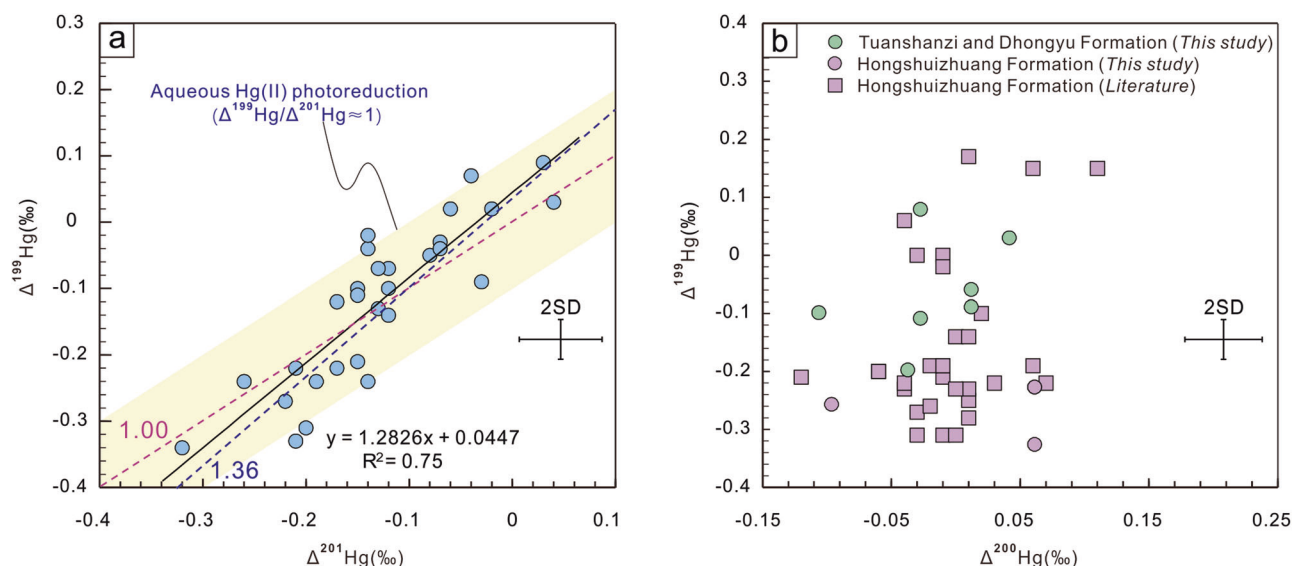 a
Aqueous Hg(II) photoreduction
(Δ199Hg/Δ201Hg≈1)
2SD
1.00
1.36
y = 1.2826x + 0.0447
R² = 0.75
0.3
0.2
0.1
0
-0.1
-0.2
-0.3
-0.4
Δ199Hg(‰)
-0.4
-0.3
-0.2
-0.1
0
0.1
Δ201Hg(‰)
b
Tuanshanzi and Dhongyu Formation (This study)
Hongshuizhuang Formation (This study)
Hongshuizhuang Formation (Literature)
2SD
0.4
0.3
0.2
0.1
0
-0.1
-0.2
-0.3
-0.4
Δ199Hg(‰)
-0.15
-0.05
0.05
0.15
0.25
Δ200Hg(‰)